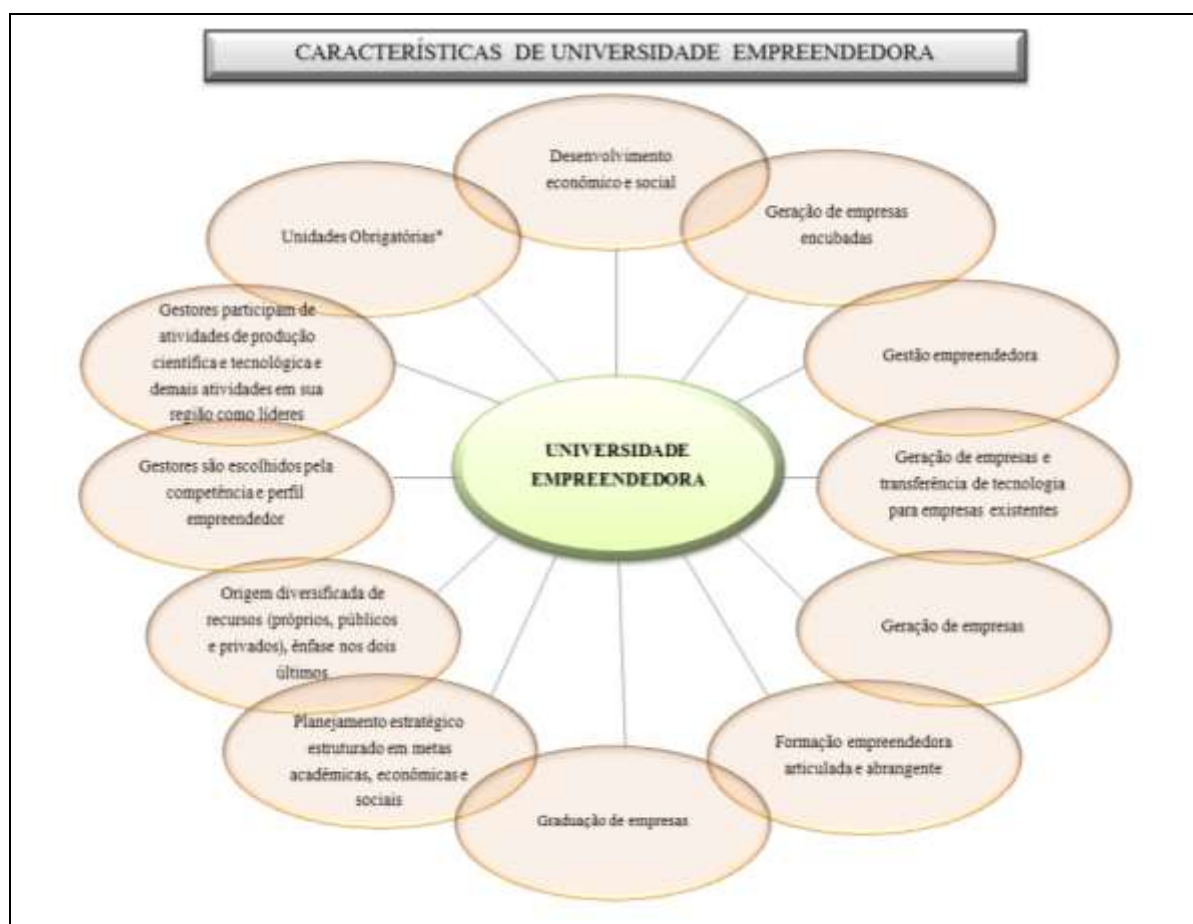 CARACTERÍSTICAS DE UNIVERSIDADE EMPREENDEDORA
Desenvolvimento
econômico e social
Geração de empresas
encubadas
Gestão empreendedora
Geração de empresas e
transferência de tecnologia
para empresas existentes
Geração de empresas
Formação empreendedora
articulada e abrangente
Graduação de empresas
Planejamento estratégico
estruturado em metas
acadêmicas, econômicas e
sociais
Origem diversificada de
recursos (próprios, públicos
e privados), ênfase nos dois
últimos
Gestores são escolhidos pela
competência e perfil
empreendedor
Gestores participam de
atividades de produção
científica e tecnológica e
demais atividades em sua
região como líderes
Unidades Obrigatórias*
UNIVERSIDADE
EMPREENDEDORA